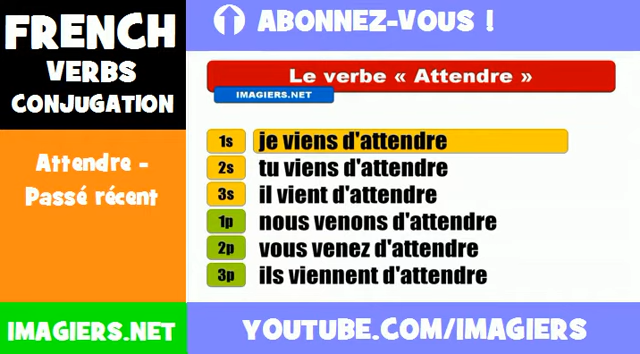 FRENCH
VERBS
CONJUGATION
Attendre -
Passé récent
IMAGIERS.NET
ABONNEZ-VOUS !
Le verbe « Attendre »
IMAGIERS.NET
1s je viens d'attendre
2s tu viens d'attendre
3s il vient d'attendre
1p nous venons d'attendre
2p vous venez d'attendre
3p ils viennent d'attendre
YOUTUBE.COM/IMAGIERS